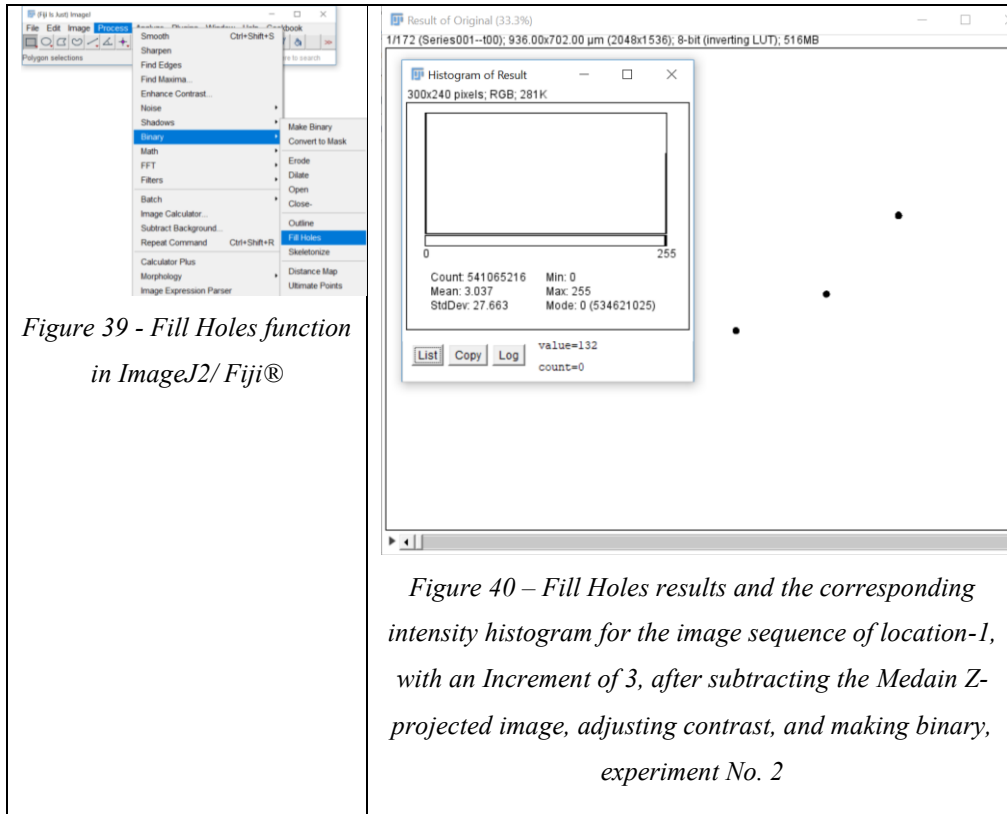 (Fiji Is Just) ImageJ
File Edit Image Process Analyze Plugins Window Help Cookbook
Polygon selections
re to search
Smooth Ctrl+Shift+S
Sharpen
Find Edges
Find Maxima...
Enhance Contrast...
Noise
Shadows
Binary
Math
FFT
Filters
Batch
Image Calculator...
Subtract Background...
Repeat Command Ctrl+Shift+R
Calculator Plus
Morphology
Image Expression Parser
Make Binary
Convert to Mask
Erode
Dilate
Open
Close-
Outline
Fill Holes
Skeletonize
Distance Map
Ultimate Points
Figure 39 - Fill Holes function
in ImageJ2/ Fiji®
Result of Original (33.3%)
1/172 (Series001--t00); 936.00x702.00 µm (2048x1536); 8-bit (inverting LUT); 516MB
Histogram of Result
300x240 pixels; RGB; 281K
0 255
Count: 541065216 Min: 0
Mean: 3.037 Max: 255
StdDev: 27.663 Mode: 0 (534621025)
List Copy Log value=132
count=0
Figure 40 – Fill Holes results and the corresponding
intensity histogram for the image sequence of location-1,
with an Increment of 3, after subtracting the Medain Z-
projected image, adjusting contrast, and making binary,
experiment No. 2